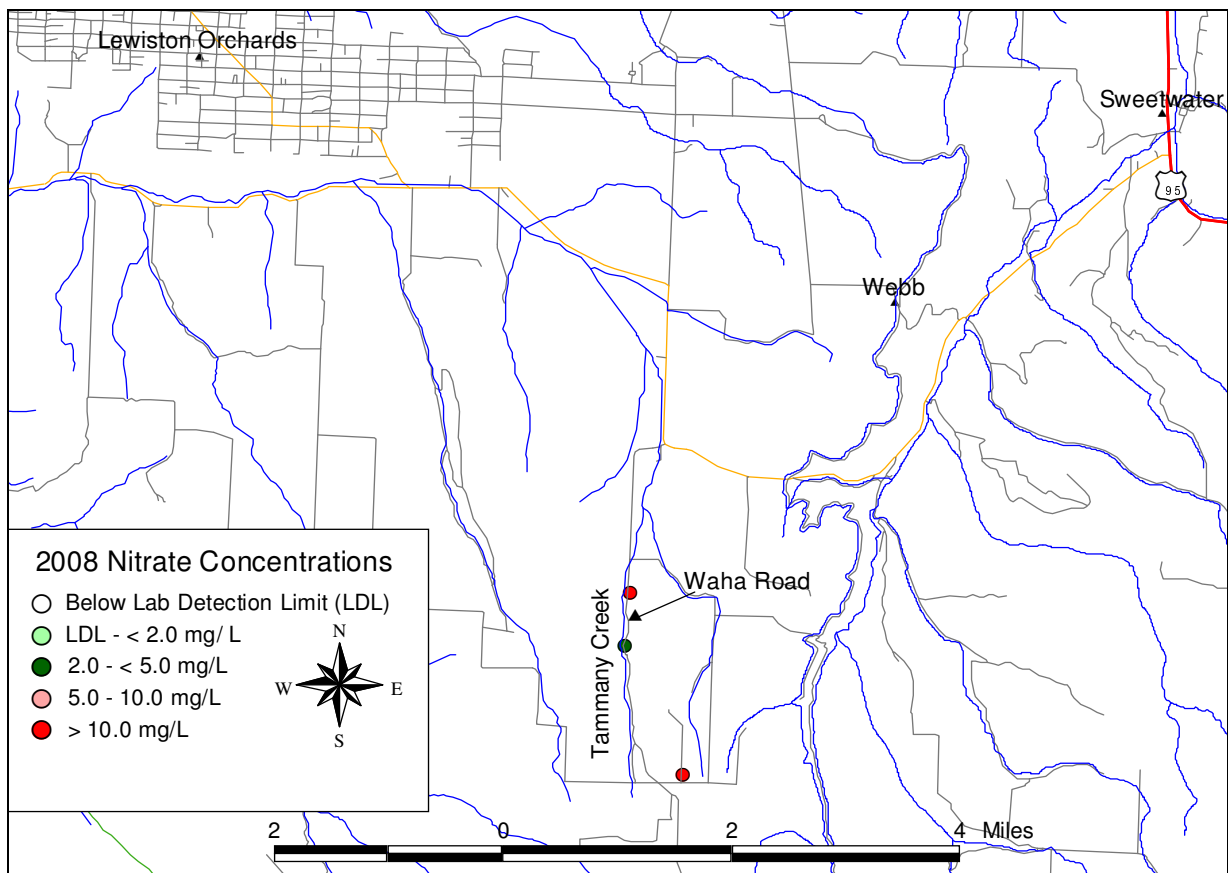 Lewiston Orchards
Sweetwater
95
Webb
2008 Nitrate Concentrations
Below Lab Detection Limit (LDL)
LDL - < 2.0 mg/ L
2.0 - < 5.0 mg/L
5.0 - 10.0 mg/L
> 10.0 mg/L
N
W
E
S
Waha Road
Tammany Creek
2
0
2
4 Miles